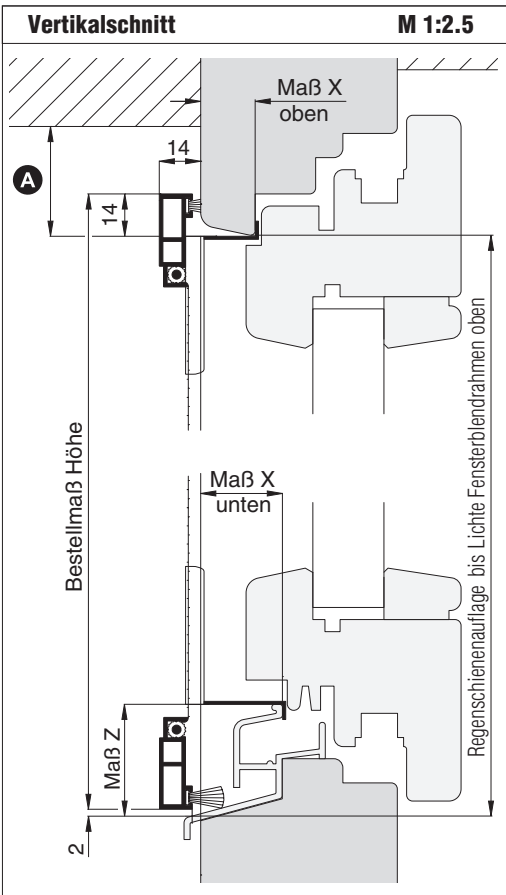 Vertikalschnitt M 1:2.5
Maß X
oben
14
A
14
Bestellmaß Höhe
Maß X
unten
Regenschienenauflage bis Lichte Fensterblendrahmen oben
Maß Z
2